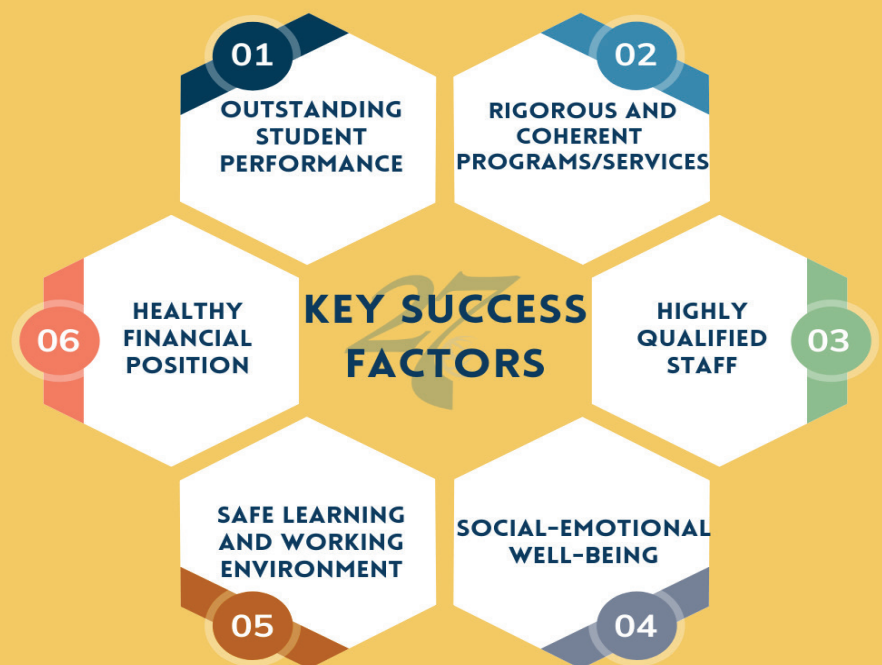 KEY SUCCESS
FACTORS
27
01
OUTSTANDING
STUDENT
PERFORMANCE
02
RIGOROUS AND
COHERENT
PROGRAMS/SERVICES
03
HIGHLY
QUALIFIED
STAFF
04
SOCIAL-EMOTIONAL
WELL-BEING
05
SAFE LEARNING
AND WORKING
ENVIRONMENT
06
HEALTHY
FINANCIAL
POSITION